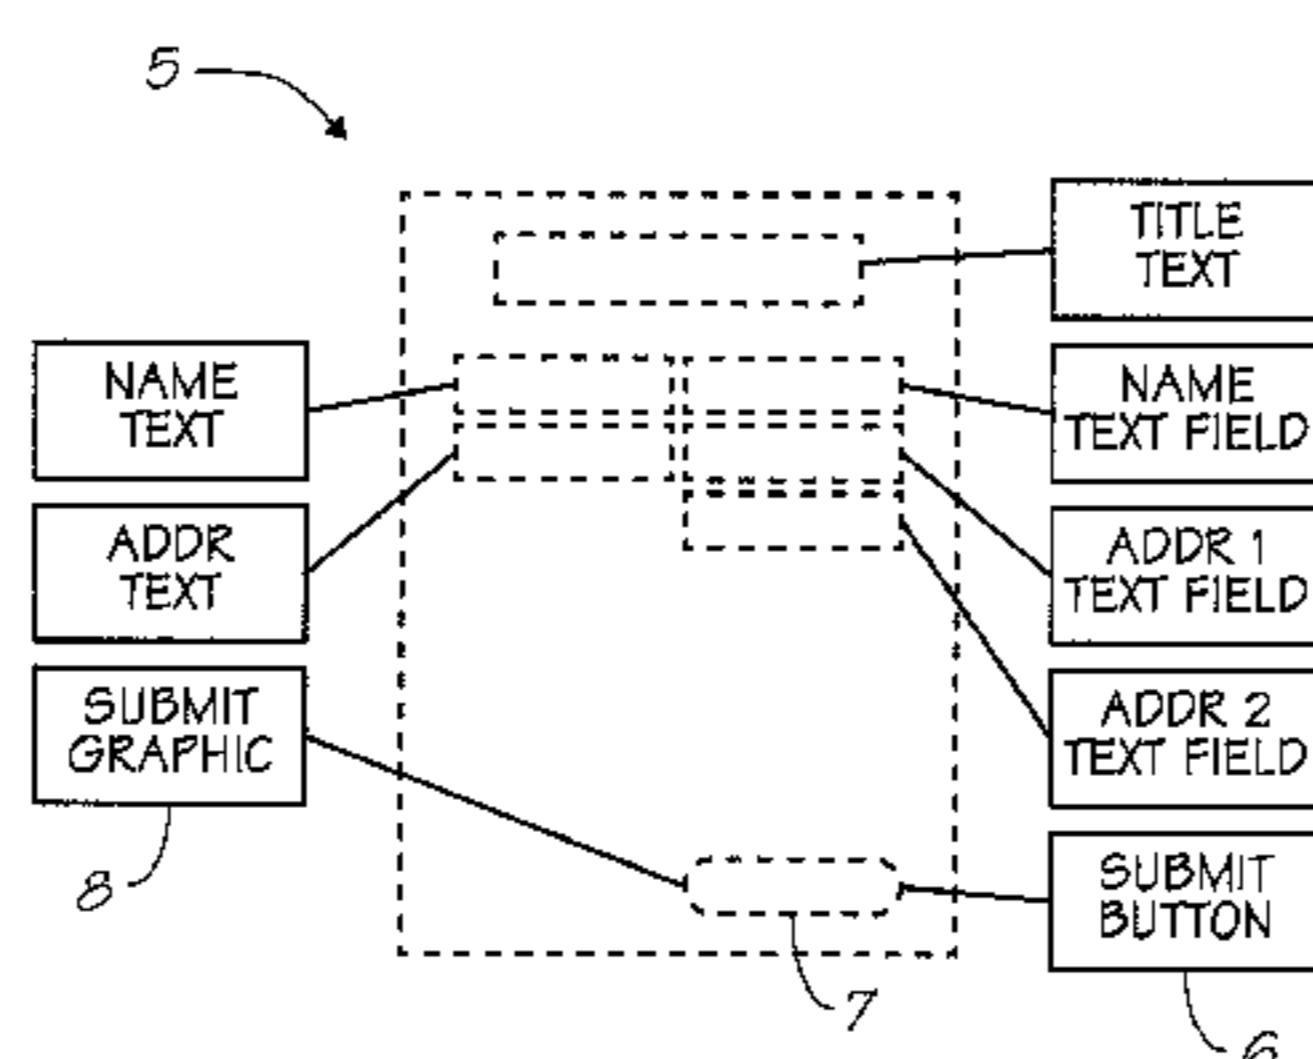 5
TITLE
TEXT
NAME
TEXT
NAME
TEXT FIELD
ADDR
TEXT
ADDR 1
TEXT FIELD
SUBMIT
GRAPHIC
ADDR 2
TEXT FIELD
8
SUBMIT
BUTTON
7
6